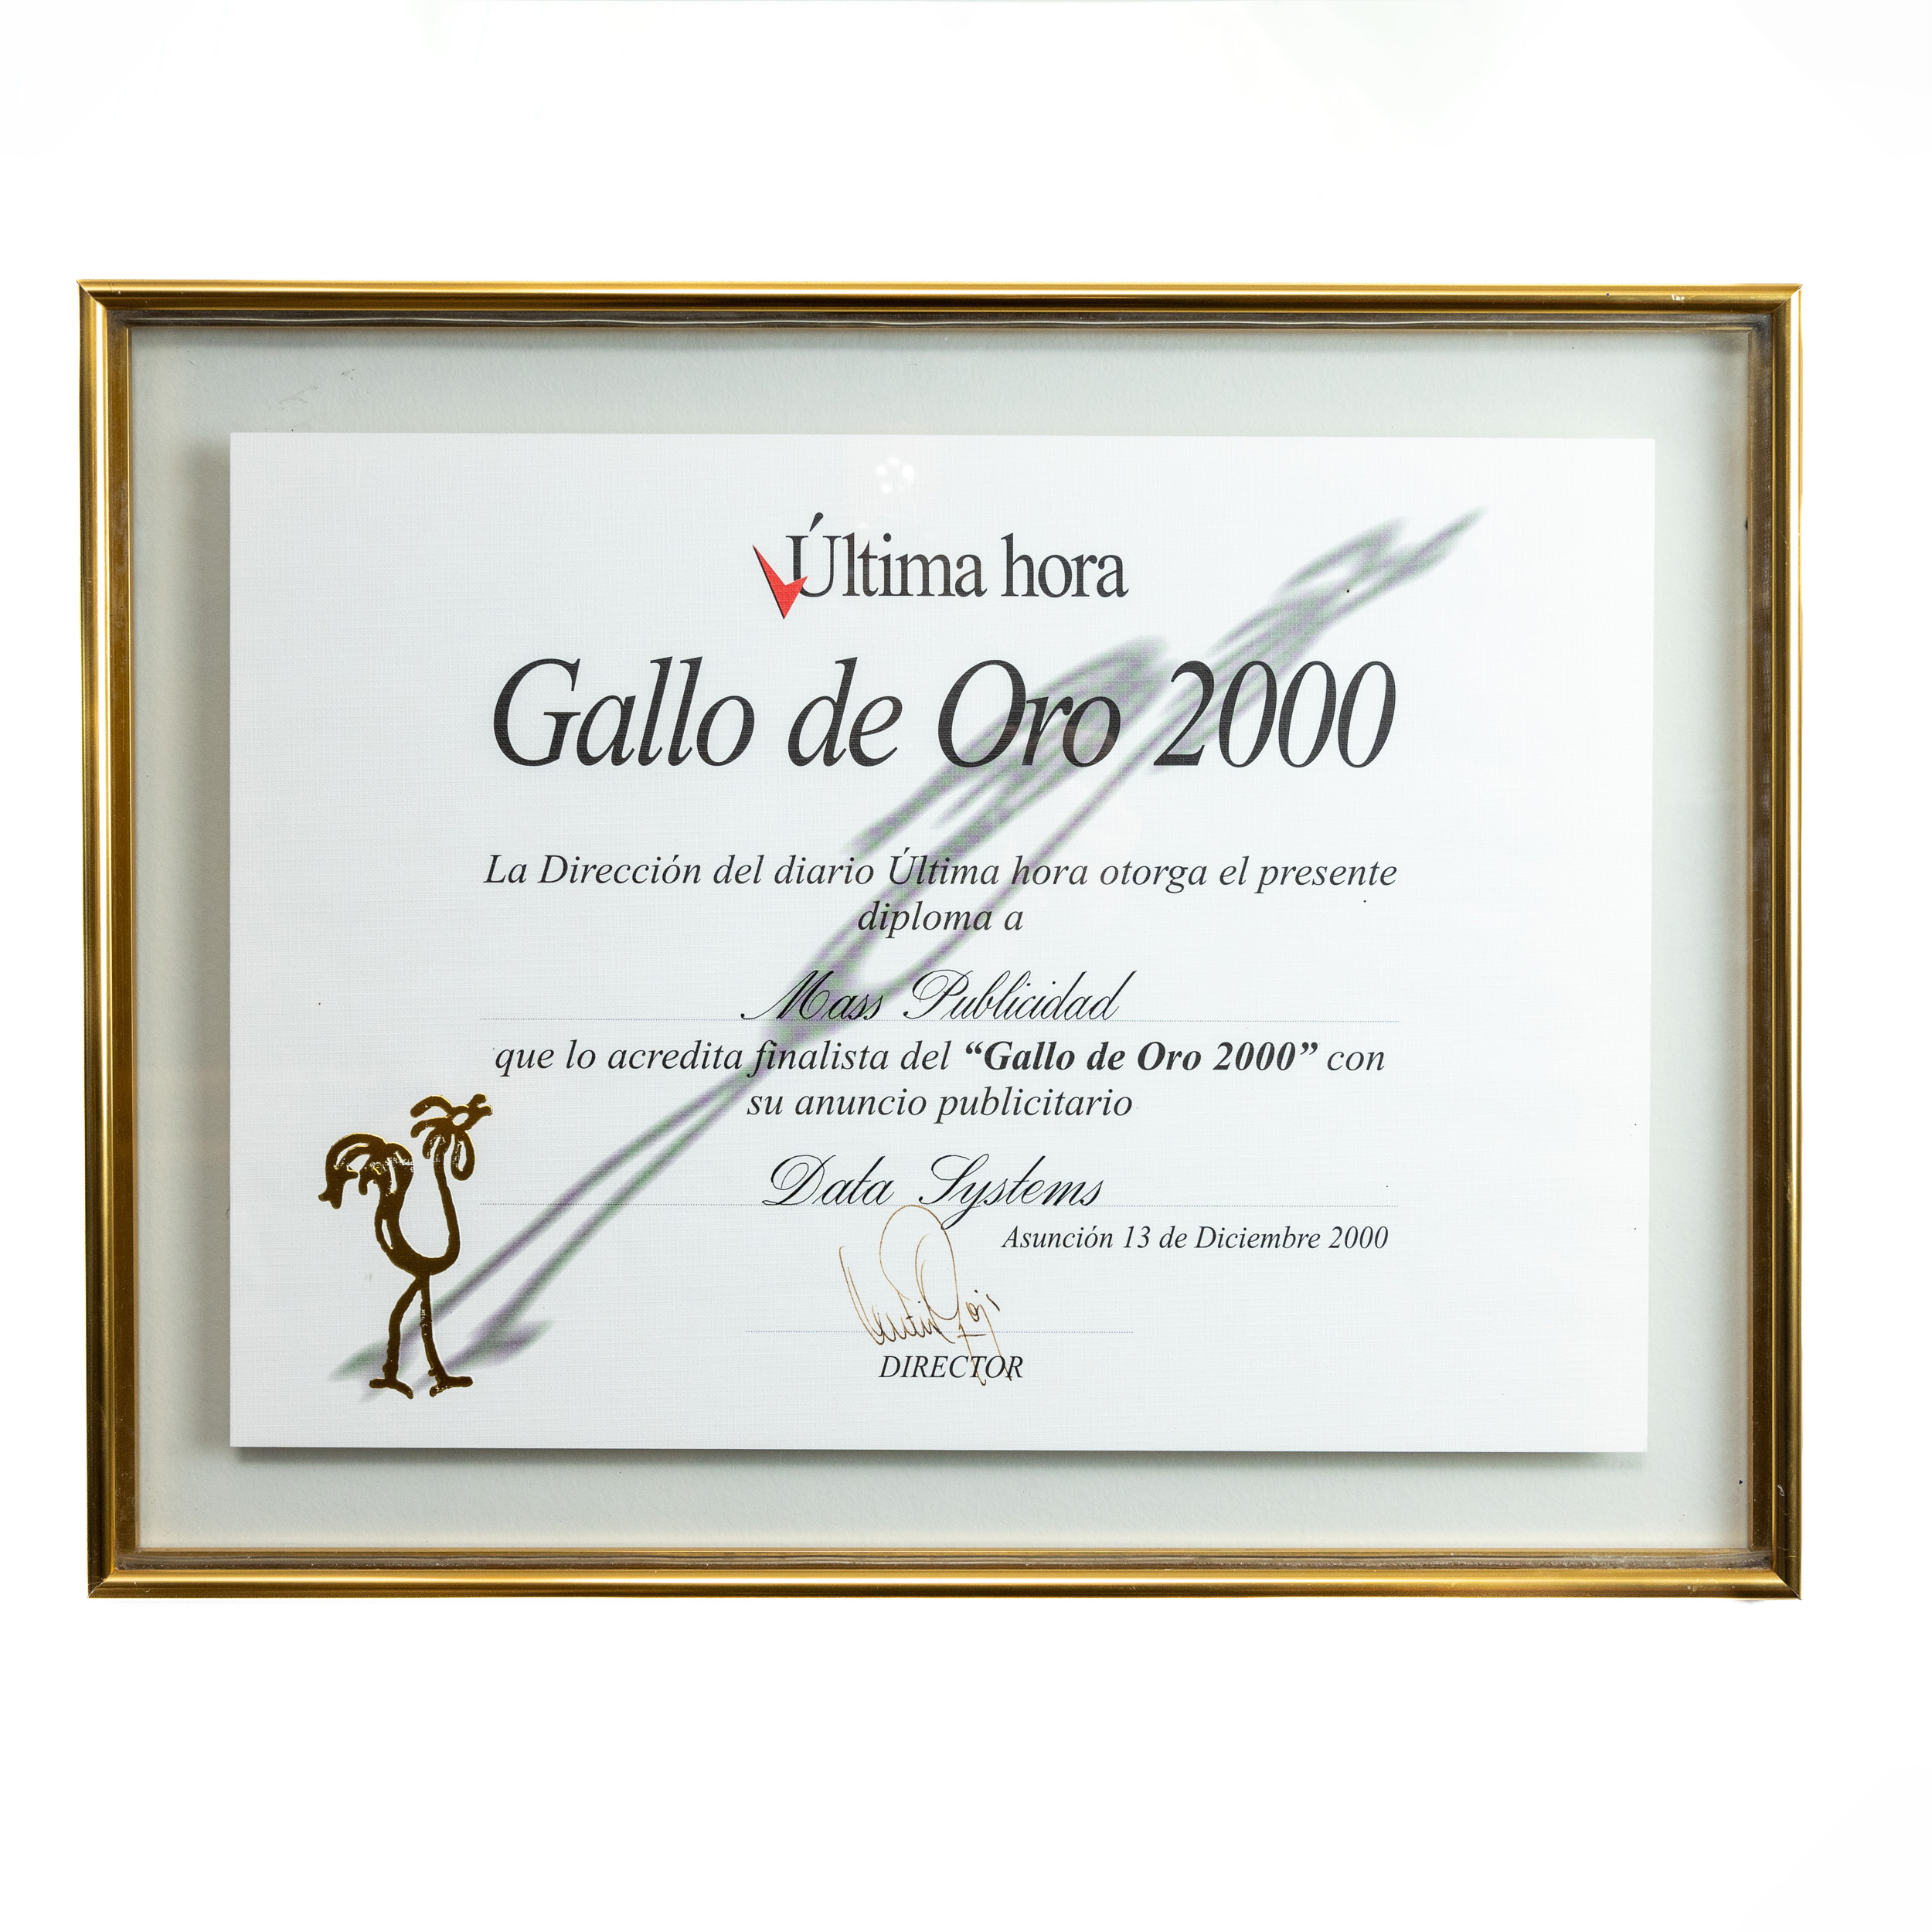 Última hora
Gallo de Oro 2000
La Dirección del diario Última hora otorga el presente
diploma a
Mass Publicidad
que lo acredita finalista del “Gallo de Oro 2000” con
su anuncio publicitario
Data Systems
Asunción 13 de Diciembre 2000
DIRECTOR